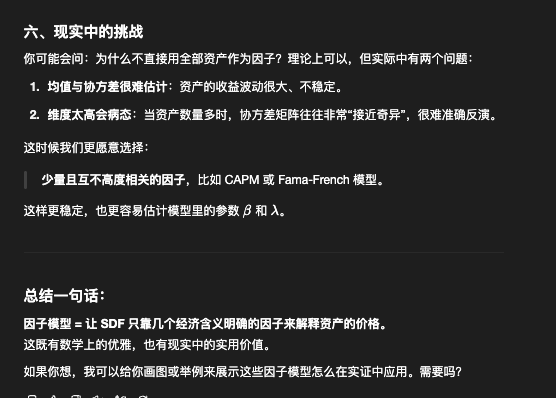 六、现实中的挑战
你可能会问：为什么不直接用全部资产作为因子？理论上可以，但实际中有两个问题：
1. 均值与协方差很难估计：资产的收益波动很大、不稳定。
2. 维度太高会病态：当资产数量多时，协方差矩阵往往非常“接近奇异”，很难准确反演。
这时候我们更愿意选择：
少量且互不高度相关的因子，比如 CAPM 或 Fama-French 模型。
这样更稳定，也更容易估计模型里的参数 β 和 λ。
总结一句话：
因子模型 = 让 SDF 只靠几个经济含义明确的因子来解释资产的价格。
这既有数学上的优雅，也有现实中的实用价值。
如果你想，我可以给你画图或举例来展示这些因子模型怎么在实证中应用。需要吗？